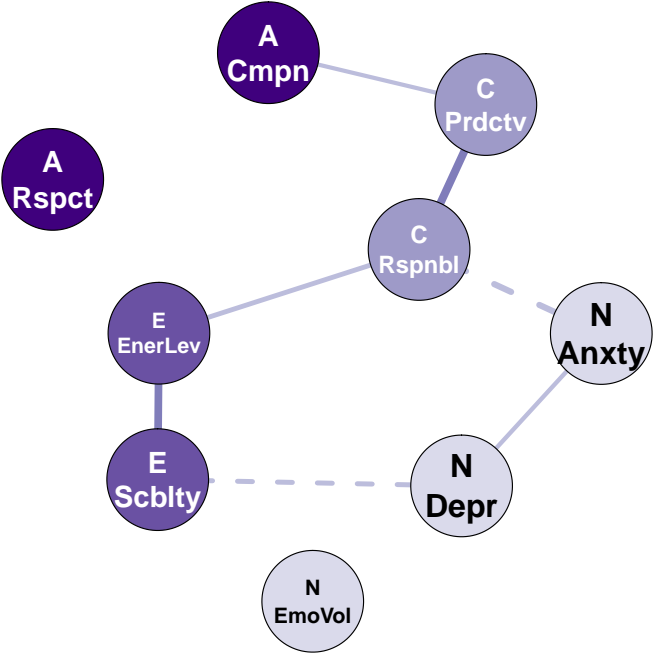 A
Cmpn
C
Prdctv
A
Rspct
C
Rspnbl
E
EnerLev
N
Anxty
E
Scblty
N
Depr
N
EmoVol